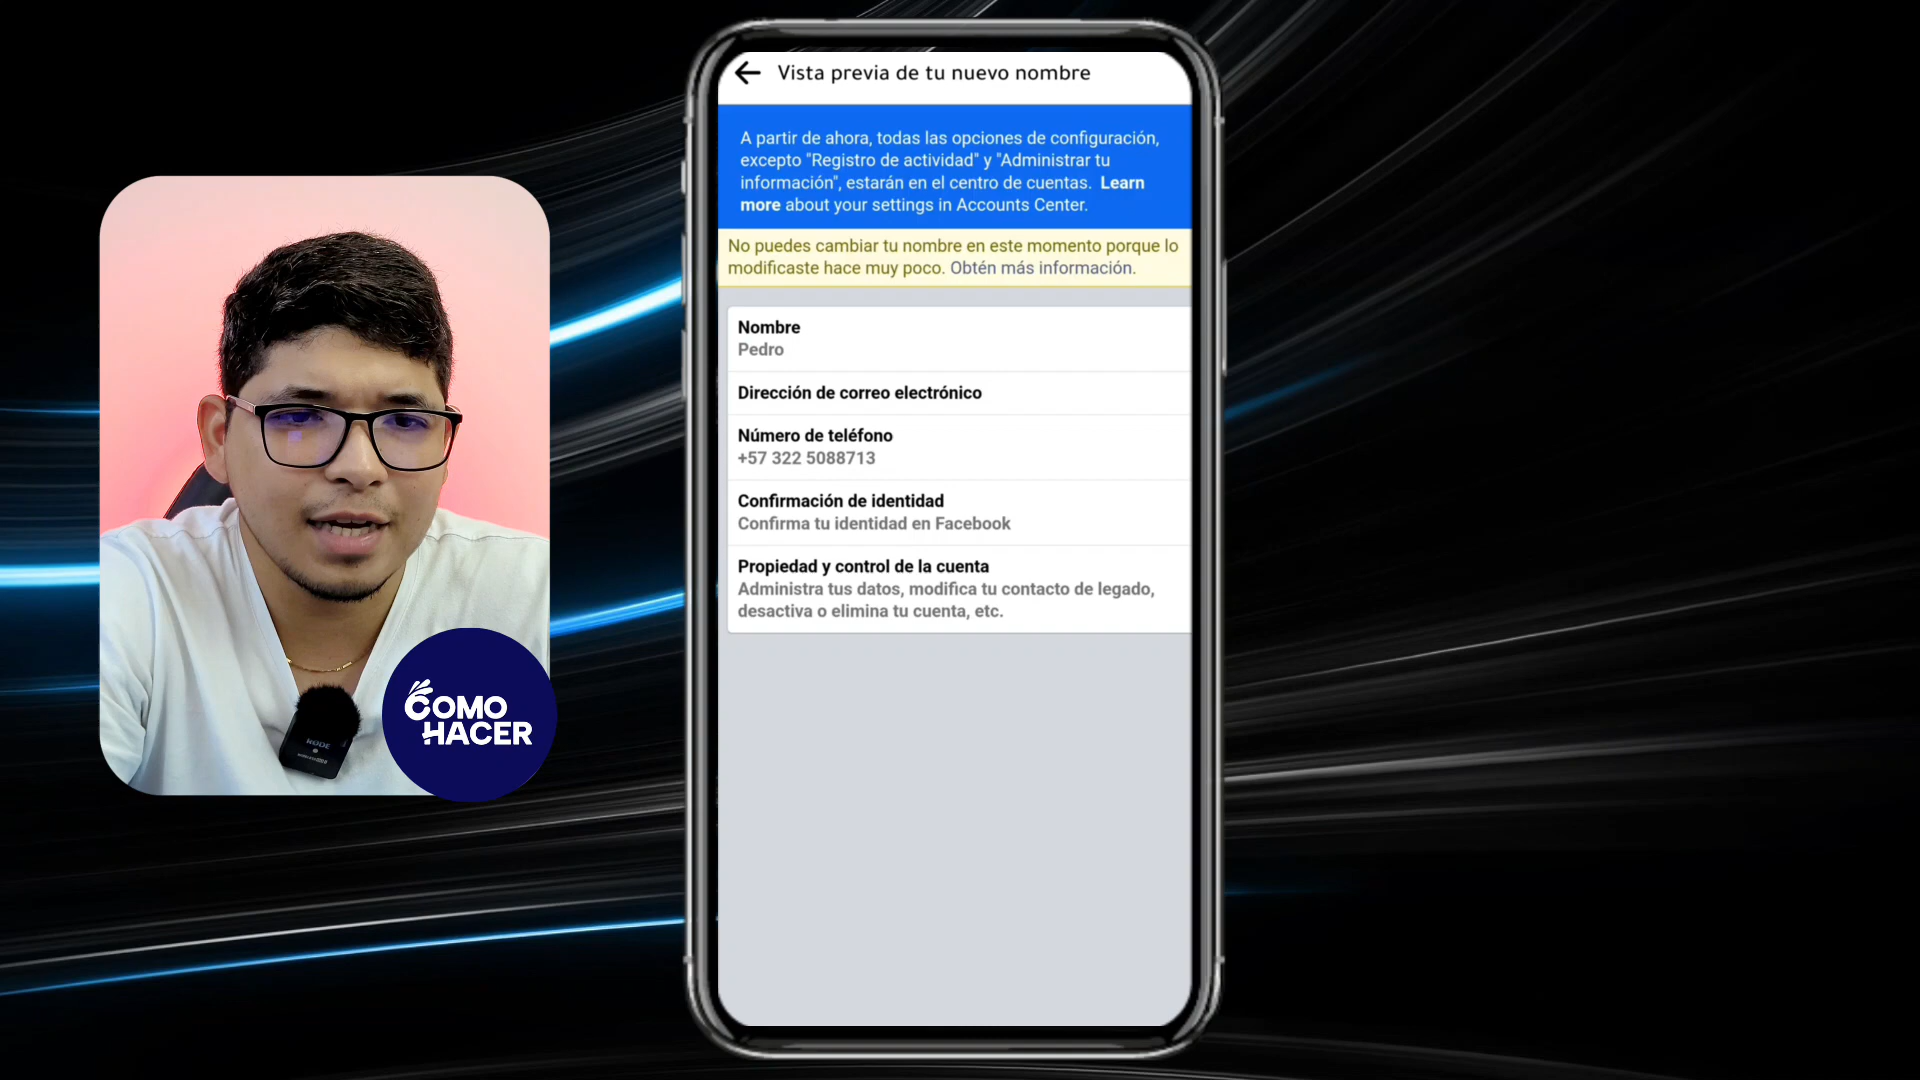 Vista previa de tu nuevo nombre
A partir de ahora, todas las opciones de configuración,
excepto "Registro de actividad" y "Administrar tu
información", estarán en el centro de cuentas. Learn
more about your settings in Accounts Center.
No puedes cambiar tu nombre en este momento porque lo
modificaste hace muy poco. Obtén más información.
Nombre
Pedro
Dirección de correo electrónico
Número de teléfono
+57 322 5088713
Confirmación de identidad
Confirma tu identidad en Facebook
Propiedad y control de la cuenta
Administra tus datos, modifica tu contacto de legado,
desactiva o elimina tu cuenta, etc.
COMO
HACER
RODE